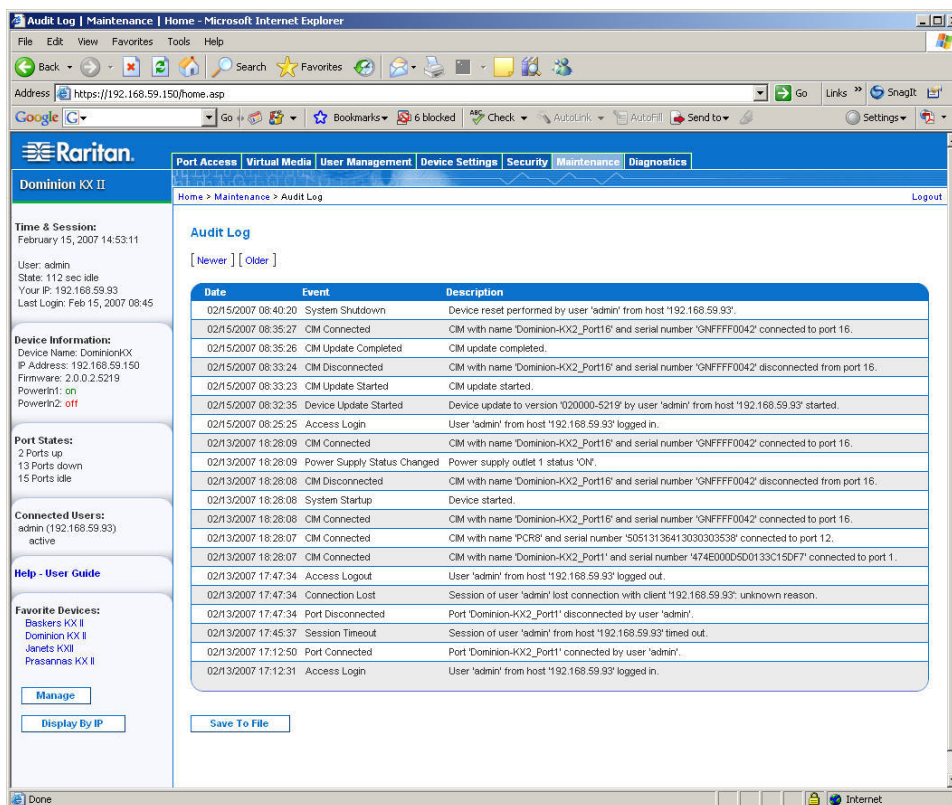 Audit Log | Maintenance | Home - Microsoft Internet Explorer
File Edit View Favorites Tools Help
Back Search Favorites
Address https://192.168.59.150/home.asp Go Links » SnagIt
Google G Go Bookmarks 6 blocked ABC Check AutoLink AutoFill Send to Settings
Raritan.
Port Access Virtual Media User Management Device Settings Security Maintenance Diagnostics
Dominion KX II
Home > Maintenance > Audit Log Logout
Time & Session:
February 15, 2007 14:53:11
User: admin
State: 112 sec idle
Your IP: 192.168.59.93
Last Login: Feb 15, 2007 08:45
Device Information:
Device Name: DominionKX
IP Address: 192.168.59.150
Firmware: 2.0.0.2.5219
PowerIn1: on
PowerIn2: off
Port States:
2 Ports up
13 Ports down
15 Ports idle
Connected Users:
admin (192.168.59.93)
active
Help - User Guide
Favorite Devices:
Baskers KX II
Dominion KX II
Janets KXII
Prasannas KX II
Manage
Display By IP
Audit Log
[ Newer ] [ Older ]
Date Event Description
02/15/2007 08:40:20 System Shutdown Device reset performed by user 'admin' from host '192.168.59.93'.
02/15/2007 08:35:27 CIM Connected CIM with name 'Dominion-KX2_Port16' and serial number 'GNFFFF0042' connected to port 16.
02/15/2007 08:35:26 CIM Update Completed CIM update completed.
02/15/2007 08:33:24 CIM Disconnected CIM with name 'Dominion-KX2_Port16' and serial number 'GNFFFF0042' disconnected from port 16.
02/15/2007 08:33:23 CIM Update Started CIM update started.
02/15/2007 08:32:35 Device Update Started Device update to version '020000-5219' by user 'admin' from host '192.168.59.93' started.
02/15/2007 08:25:25 Access Login User 'admin' from host '192.168.59.93' logged in.
02/13/2007 18:28:09 CIM Connected CIM with name 'Dominion-KX2_Port16' and serial number 'GNFFFF0042' connected to port 16.
02/13/2007 18:28:09 Power Supply Status Changed Power supply outlet 1 status 'ON'.
02/13/2007 18:28:08 CIM Disconnected CIM with name 'Dominion-KX2_Port16' and serial number 'GNFFFF0042' disconnected from port 16.
02/13/2007 18:28:08 System Startup Device started.
02/13/2007 18:28:08 CIM Connected CIM with name 'Dominion-KX2_Port16' and serial number 'GNFFFF0042' connected to port 16.
02/13/2007 18:28:07 CIM Connected CIM with name 'PCR8' and serial number '50513136413030303538' connected to port 12.
02/13/2007 18:28:07 CIM Connected CIM with name 'Dominion-KX2_Port1' and serial number '474E000D5D0133C15DF7' connected to port 1.
02/13/2007 17:47:34 Access Logout User 'admin' from host '192.168.59.93' logged out.
02/13/2007 17:47:34 Connection Lost Session of user 'admin' lost connection with client '192.168.59.93': unknown reason.
02/13/2007 17:47:34 Port Disconnected Port 'Dominion-KX2_Port1' disconnected by user 'admin'.
02/13/2007 17:45:37 Session Timeout Session of user 'admin' from host '192.168.59.93' timed out.
02/13/2007 17:12:50 Port Connected Port 'Dominion-KX2_Port1' connected by user 'admin'.
02/13/2007 17:12:31 Access Login User 'admin' from host '192.168.59.93' logged in.
Save To File
Done Internet